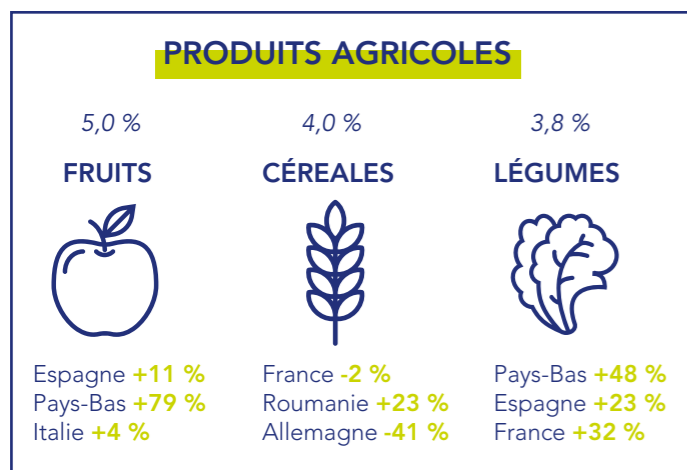 PRODUITS AGRICOLES
5,0 %
FRUITS
Espagne +11 %
Pays-Bas +79 %
Italie +4 %
4,0 %
CÉREALES
France -2 %
Roumanie +23 %
Allemagne -41 %
3,8 %
LÉGUMES
Pays-Bas +48 %
Espagne +23 %
France +32 %